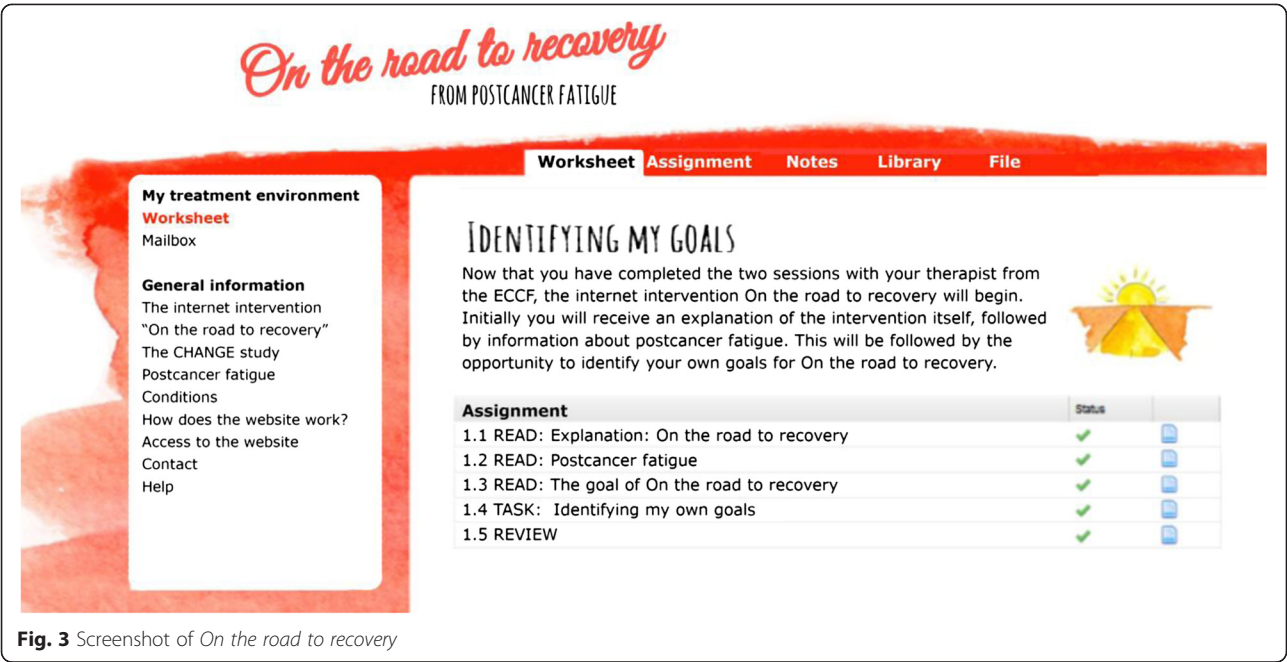 On the road to recovery
FROM POSTCANCER FATIGUE
Worksheet Assignment Notes Library File
My treatment environment
Worksheet
Mailbox
General information
The internet intervention
“On the road to recovery”
The CHANGE study
Postcancer fatigue
Conditions
How does the website work?
Access to the website
Contact
Help
IDENTIFYING MY GOALS
Now that you have completed the two sessions with your therapist from
the ECCF, the internet intervention On the road to recovery will begin.
Initially you will receive an explanation of the intervention itself, followed
by information about postcancer fatigue. This will be followed by the
opportunity to identify your own goals for On the road to recovery.
Assignment Status
1.1 READ: Explanation: On the road to recovery
1.2 READ: Postcancer fatigue
1.3 READ: The goal of On the road to recovery
1.4 TASK: Identifying my own goals
1.5 REVIEW
Fig. 3 Screenshot of On the road to recovery